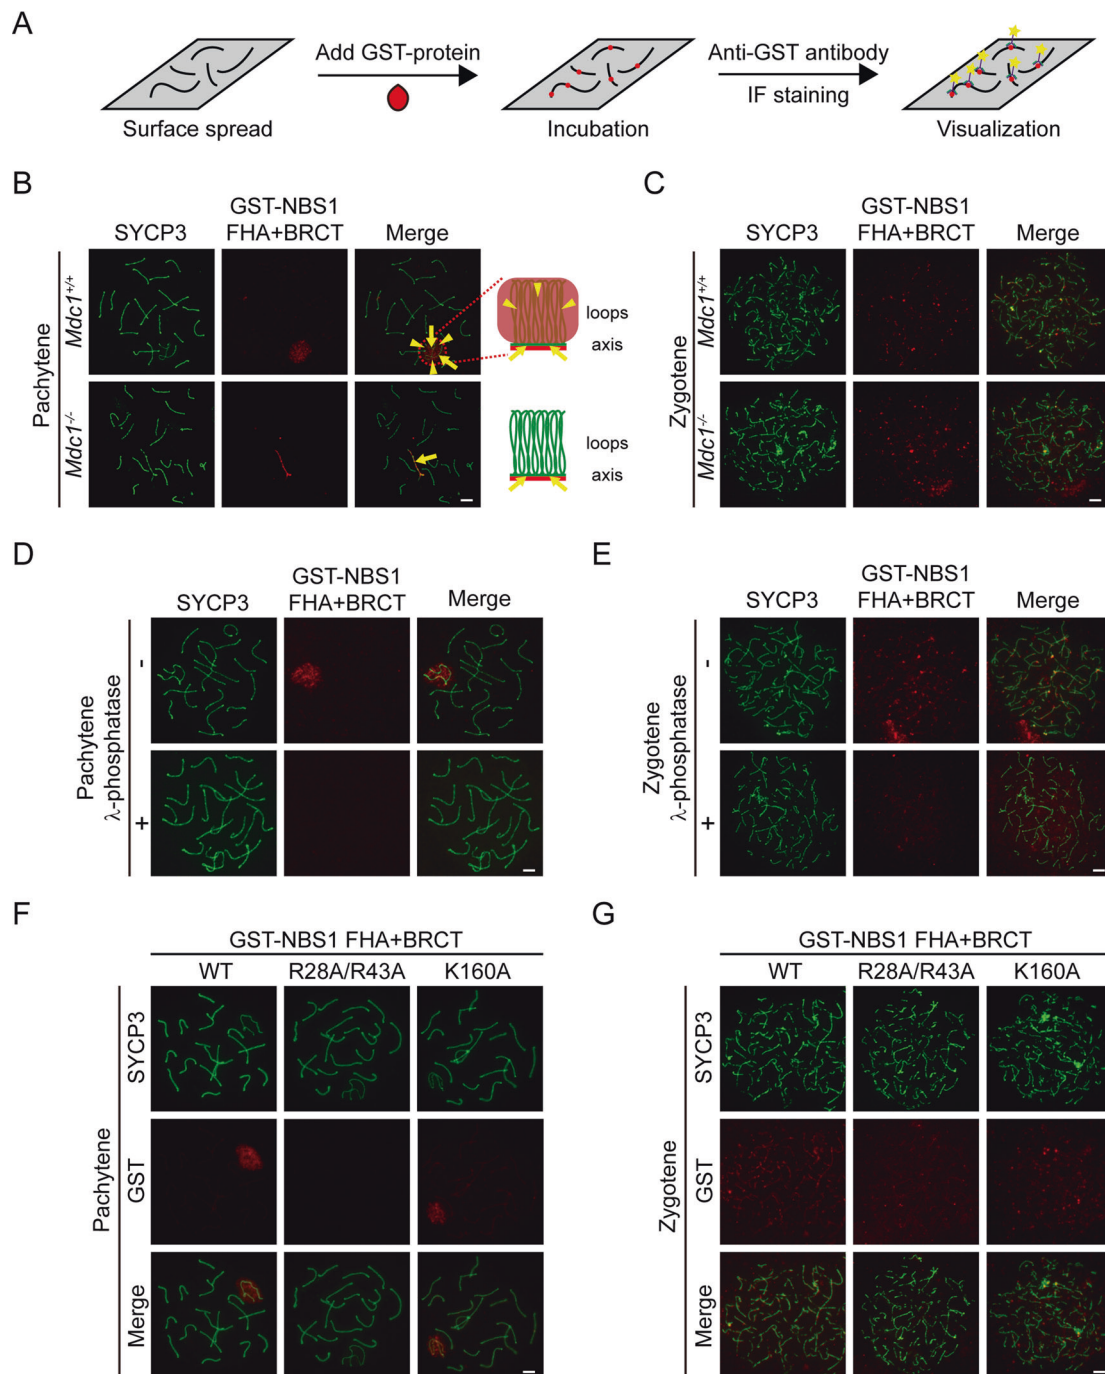 A
Add GST-protein
Anti-GST antibody
IF staining
Surface spread
Incubation
Visualization
B
GST-NBS1
SYCP3 FHA+BRCT Merge
Pachytene
Mdc1+/+
Mdc1-/-
loops
axis
loops
axis
C
GST-NBS1
SYCP3 FHA+BRCT Merge
Zygotene
Mdc1+/+
Mdc1-/-
D
GST-NBS1
SYCP3 FHA+BRCT Merge
Pachytene
λ-phosphatase
-
+
E
GST-NBS1
SYCP3 FHA+BRCT Merge
Zygotene
λ-phosphatase
-
+
F
GST-NBS1 FHA+BRCT
WT R28A/R43A K160A
Pachytene
SYCP3
GST
Merge
G
GST-NBS1 FHA+BRCT
WT R28A/R43A K160A
Zygotene
SYCP3
GST
Merge